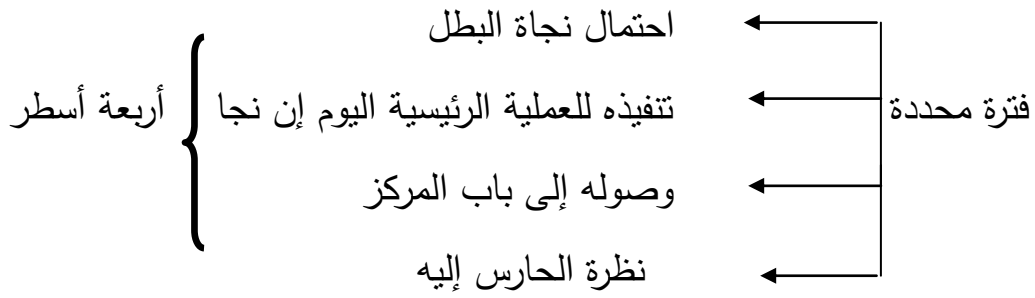 احتمال نجاة البطل
فترة محددة تنفيذه للعملية الرئيسية اليوم إن نجا أربعة أسطر
وصوله إلى باب المركز
نظرة الحارس إليه